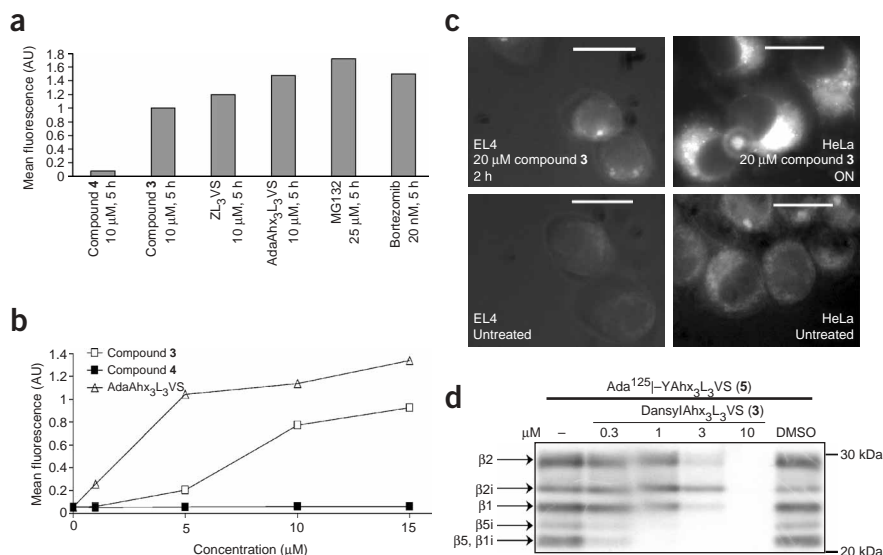 a
Mean fluorescence (AU)
1.8
1.6
1.4
1.2
1
0.8
0.6
0.4
0.2
0
Compound 4
10 μM, 5 h
Compound 3
10 μM, 5 h
ZL₃VS
10 μM, 5 h
AdaAhx₃L₃VS
10 μM, 5 h
MG132
25 μM, 5 h
Bortezomib
20 nM, 5 h
b
Mean fluorescence (AU)
1.4
1.2
1
0.8
0.6
0.4
0.2
0
0
5
10
15
Concentration (μM)
Compound 3
Compound 4
AdaAhx₃L₃VS
c
EL4
20 μM compound 3
2 h
HeLa
20 μM compound 3
ON
EL4
Untreated
HeLa
Untreated
d
Ada¹²⁵I–YAhx₃L₃VS (5)
DansylAhx₃L₃VS (3)
μM – 0.3 1 3 10 DMSO
β2
β2i
β1
β5i
β5, β1i
30 kDa
20 kDa